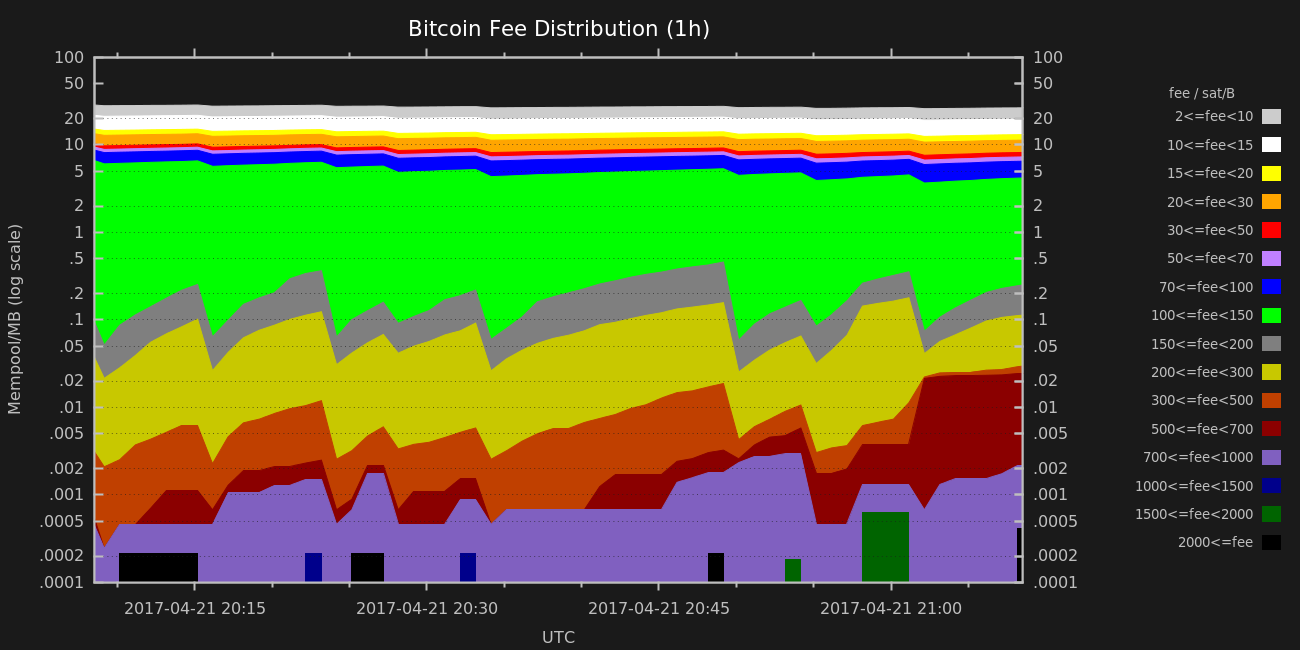 Bitcoin Fee Distribution (1h)
100 100
50 50
20 20
10 10
5 5
2 2
1 1
.5 .5
.2 .2
.1 .1
.05 .05
.02 .02
.01 .01
.005 .005
.002 .002
.001 .001
.0005 .0005
.0002 .0002
.0001 .0001
Mempool/MB (log scale)
2017-04-21 20:15 2017-04-21 20:30 2017-04-21 20:45 2017-04-21 21:00
UTC
fee / sat/B
2<=fee<10
10<=fee<15
15<=fee<20
20<=fee<30
30<=fee<50
50<=fee<70
70<=fee<100
100<=fee<150
150<=fee<200
200<=fee<300
300<=fee<500
500<=fee<700
700<=fee<1000
1000<=fee<1500
1500<=fee<2000
2000<=fee